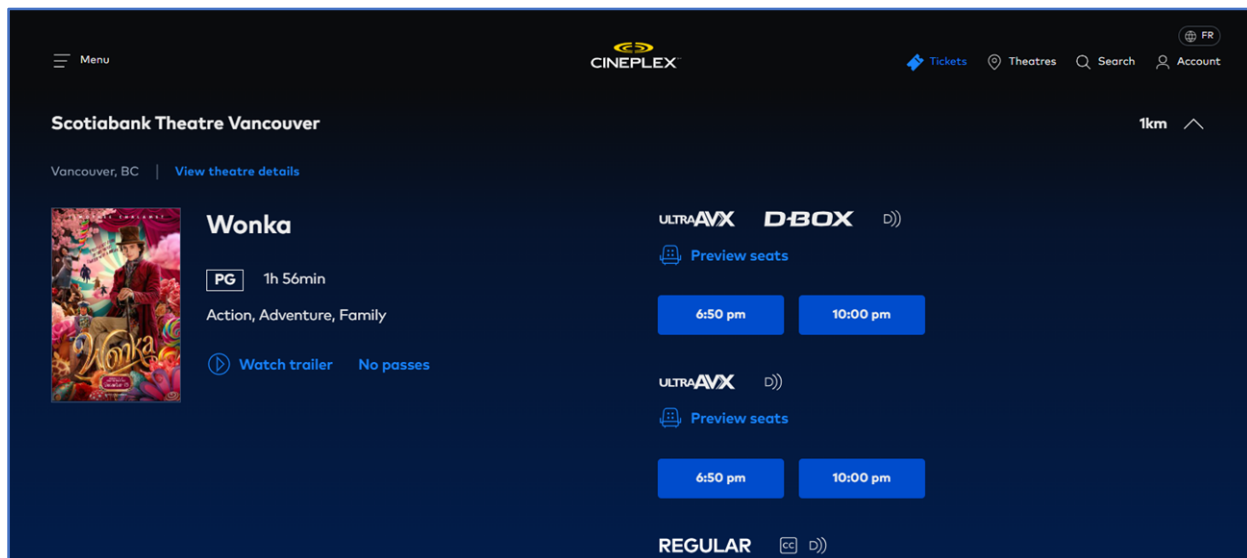 FR
Menu
CINEPLEX
Tickets Theatres Search Account
Scotiabank Theatre Vancouver
1km
Vancouver, BC | View theatre details
Wonka
PG 1h 56min
Action, Adventure, Family
Watch trailer No passes
Wonka
ULTRAAVX D-BOX D))
Preview seats
6:50 pm 10:00 pm
ULTRAAVX D))
Preview seats
6:50 pm 10:00 pm
REGULAR CC D))